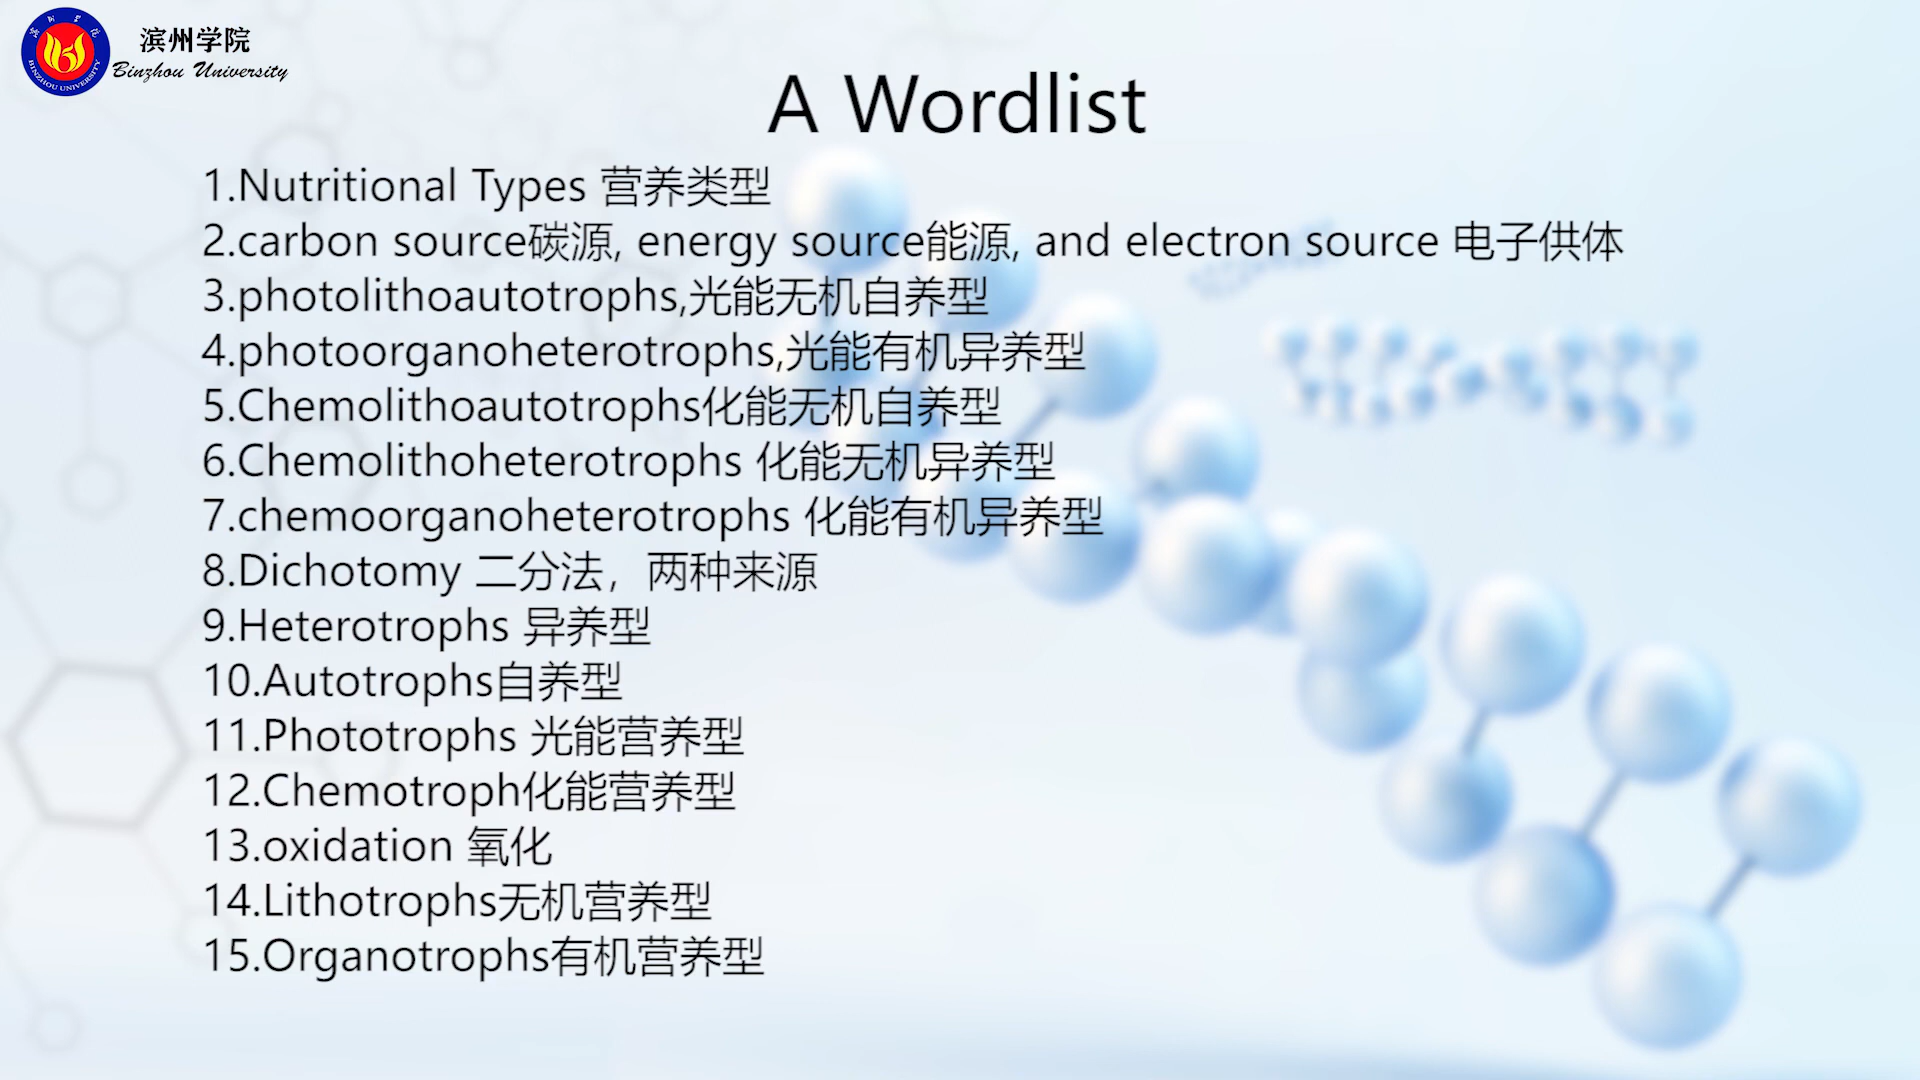 滨州学院
Binzhou University
BINZHOU UNIVERSITY
A Wordlist
1.Nutritional Types 营养类型
2.carbon source碳源, energy source能源, and electron source 电子供体
3.photolithoautotrophs,光能无机自养型
4.photoorganoheterotrophs,光能有机异养型
5.Chemolithoautotrophs化能无机自养型
6.Chemolithoheterotrophs 化能无机异养型
7.chemoorganoheterotrophs 化能有机异养型
8.Dichotomy 二分法，两种来源
9.Heterotrophs 异养型
10.Autotrophs自养型
11.Phototrophs 光能营养型
12.Chemotroph化能营养型
13.oxidation 氧化
14.Lithotrophs无机营养型
15.Organotrophs有机营养型